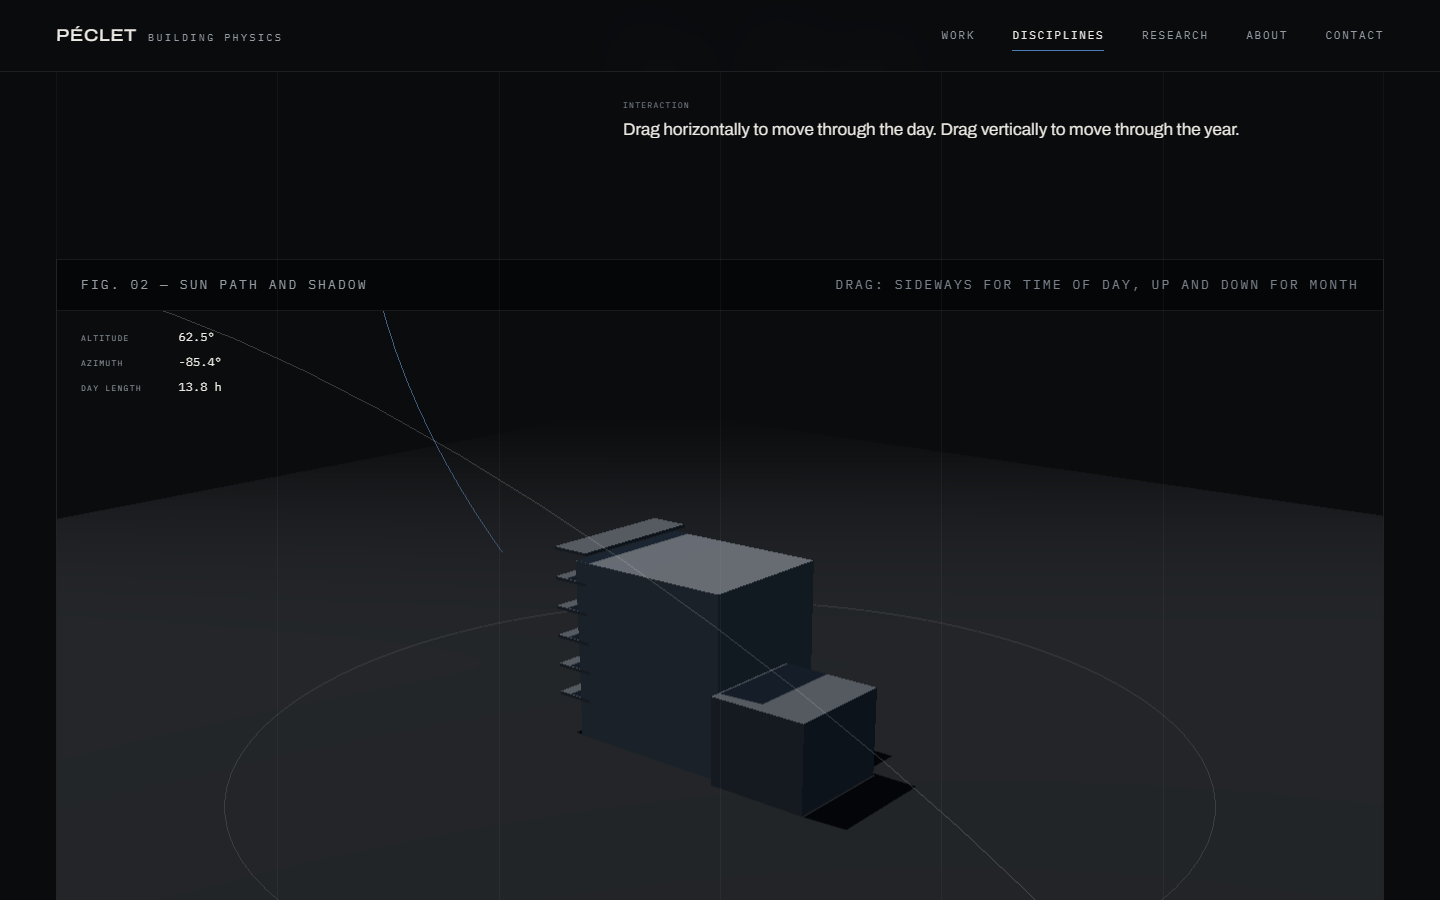 PÉCLET BUILDING PHYSICS
WORK DISCIPLINES RESEARCH ABOUT CONTACT
INTERACTION
Drag horizontally to move through the day. Drag vertically to move through the year.
FIG. 02 — SUN PATH AND SHADOW
DRAG: SIDEWAYS FOR TIME OF DAY, UP AND DOWN FOR MONTH
ALTITUDE 62.5°
AZIMUTH -85.4°
DAY LENGTH 13.8 h